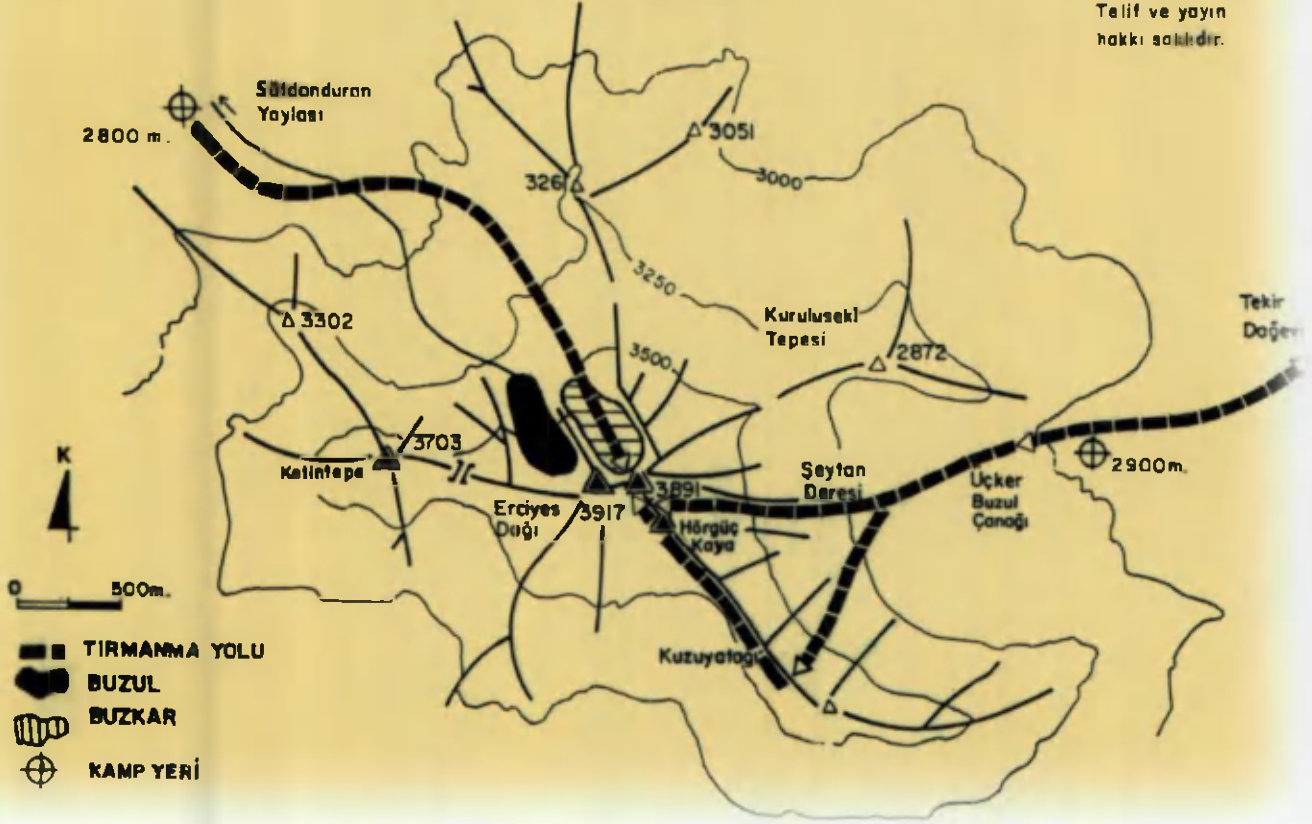 Telif ve yayın
hakkı saklıdır.
Sütdonduran
Yaylası
2800 m.
3051
3000
3250
3302
Kuruluseki
Tepesi
Tekir
3500
2872
3703
K
Şeytan
Deresi
2900m.
3891
Üçker
Buzul
Çanağı
Erciyes
Dağı
3917
Hörgüç
Kaya
0 500m.
Kuzuyatağı
TIRMANMA YOLU
BUZUL
BUZKAR
KAMP YERİ